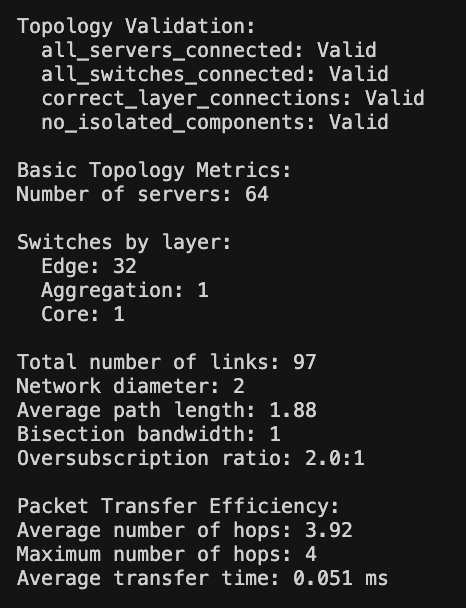 Topology Validation:
all_servers_connected: Valid
all_switches_connected: Valid
correct_layer_connections: Valid
no_isolated_components: Valid
Basic Topology Metrics:
Number of servers: 64
Switches by layer:
Edge: 32
Aggregation: 1
Core: 1
Total number of links: 97
Network diameter: 2
Average path length: 1.88
Bisection bandwidth: 1
Oversubscription ratio: 2.0:1
Packet Transfer Efficiency:
Average number of hops: 3.92
Maximum number of hops: 4
Average transfer time: 0.051 ms